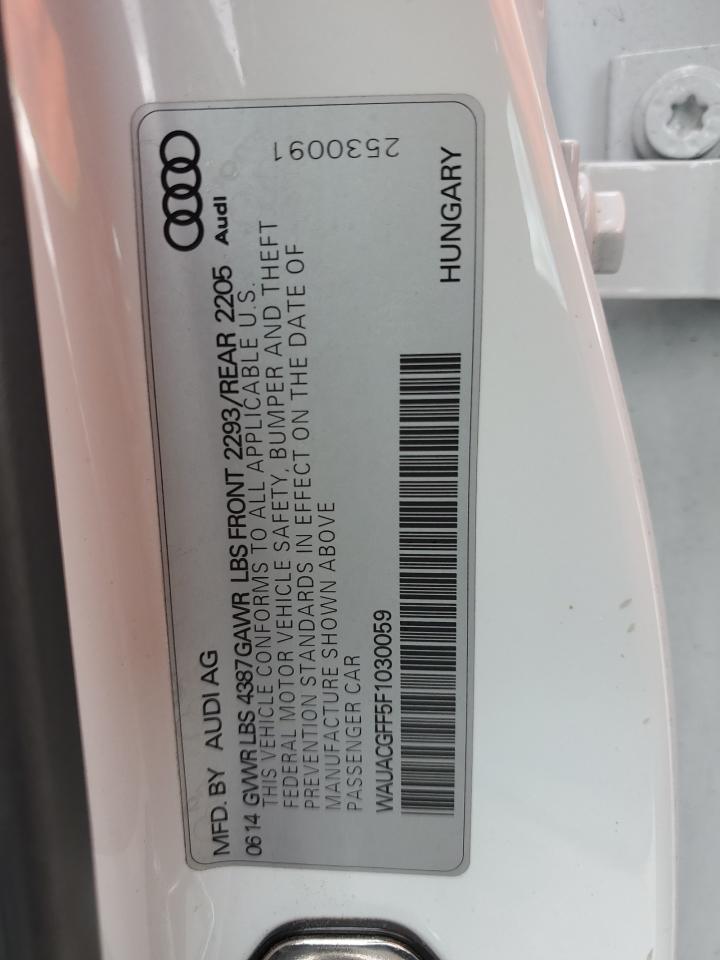 Audi
MFD. BY AUDI AG
0614 GVWR LBS 4387GAWR LBS FRONT 2293/REAR 2205
THIS VEHICLE CONFORMS TO ALL APPLICABLE U.S.
FEDERAL MOTOR VEHICLE SAFETY, BUMPER AND THEFT
PREVENTION STANDARDS IN EFFECT ON THE DATE OF
MANUFACTURE SHOWN ABOVE
PASSENGER CAR
WAUACGFF5F1030059
HUNGARY
2530091